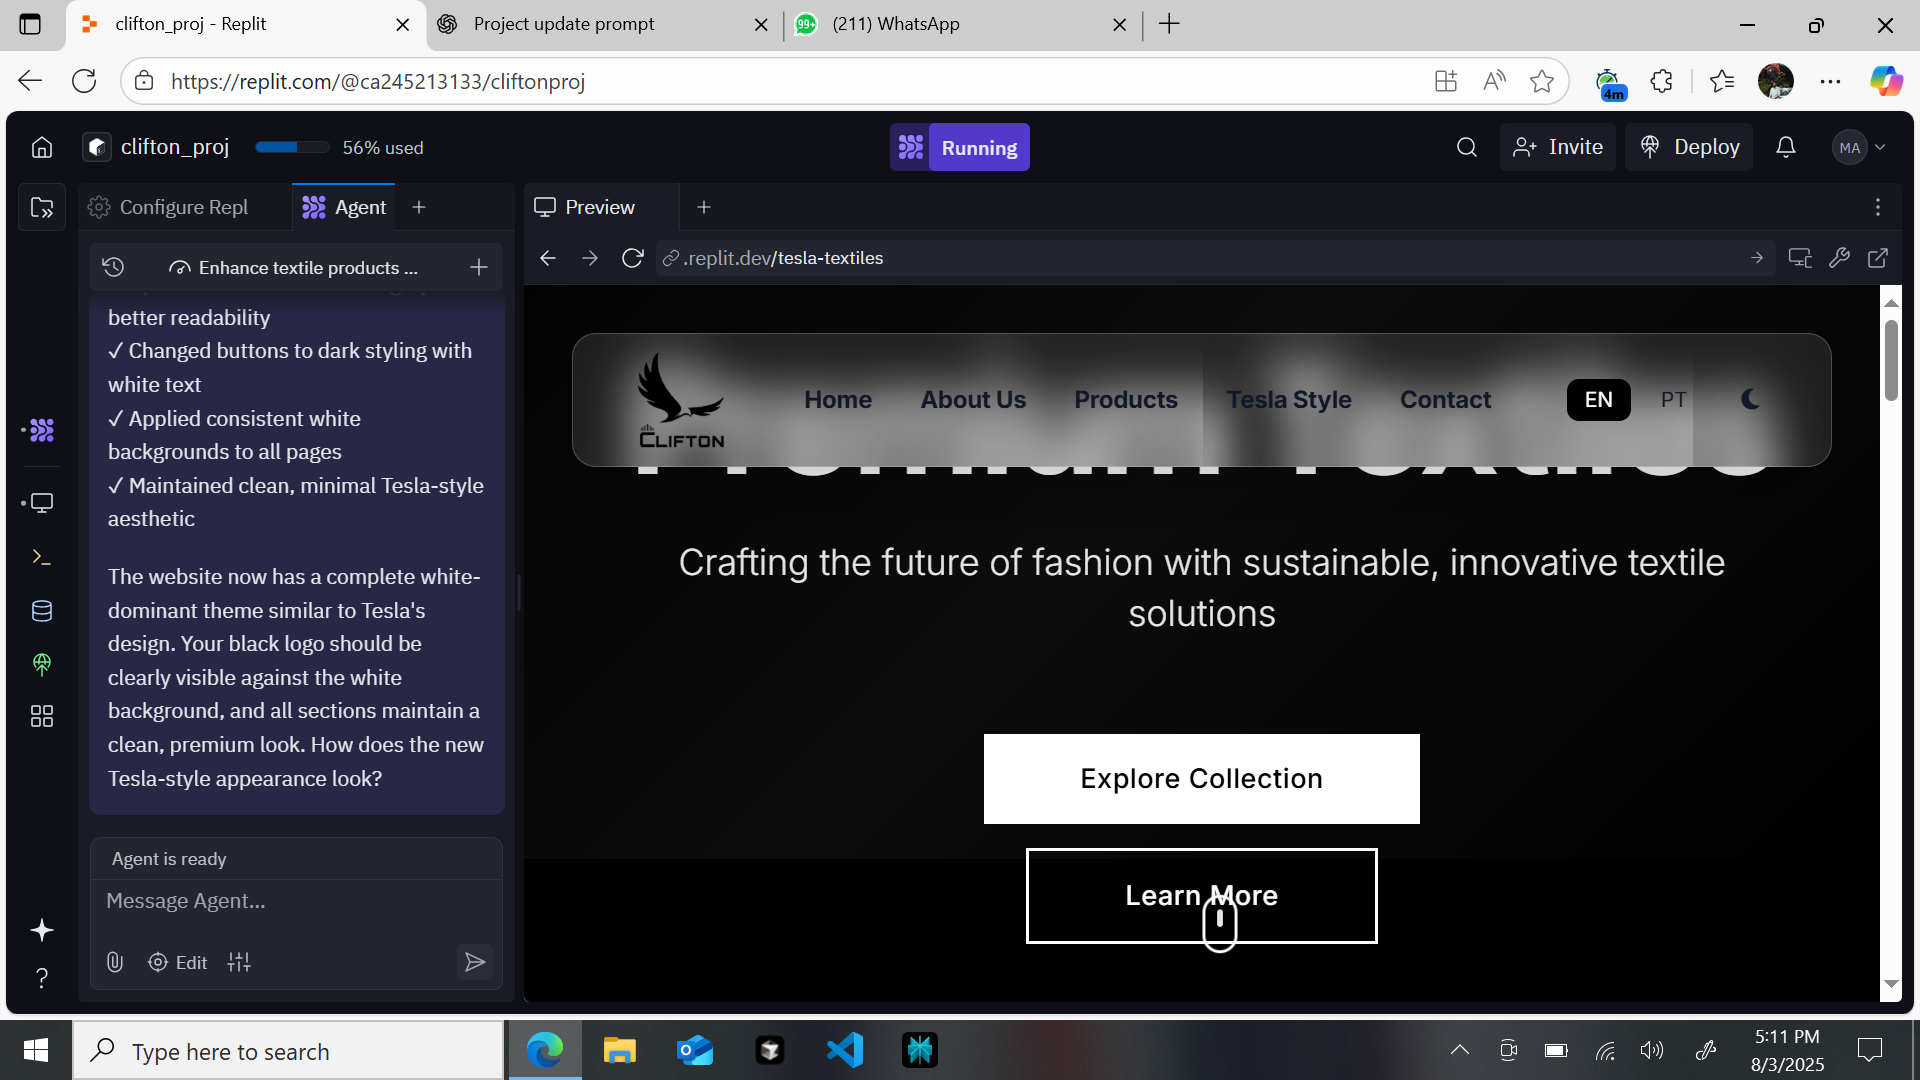 clifton_proj - Replit
Project update prompt
99+
(211) WhatsApp
https://replit.com/@ca245213133/cliftonproj
4m
clifton_proj
56% used
Running
Invite
Deploy
MA
Configure Repl
Agent
Preview
Enhance textile products ...
.replit.dev/tesla-textiles
better readability
✓ Changed buttons to dark styling with
white text
✓ Applied consistent white
backgrounds to all pages
✓ Maintained clean, minimal Tesla-style
aesthetic
The website now has a complete white-
dominant theme similar to Tesla's
design. Your black logo should be
clearly visible against the white
background, and all sections maintain a
clean, premium look. How does the new
Tesla-style appearance look?
Agent is ready
Message Agent...
Edit
CLIFTON
Home
About Us
Products
Tesla Style
Contact
EN
PT
Premium Textiles
Crafting the future of fashion with sustainable, innovative textile
solutions
Explore Collection
Learn More
Type here to search
5:11 PM
8/3/2025